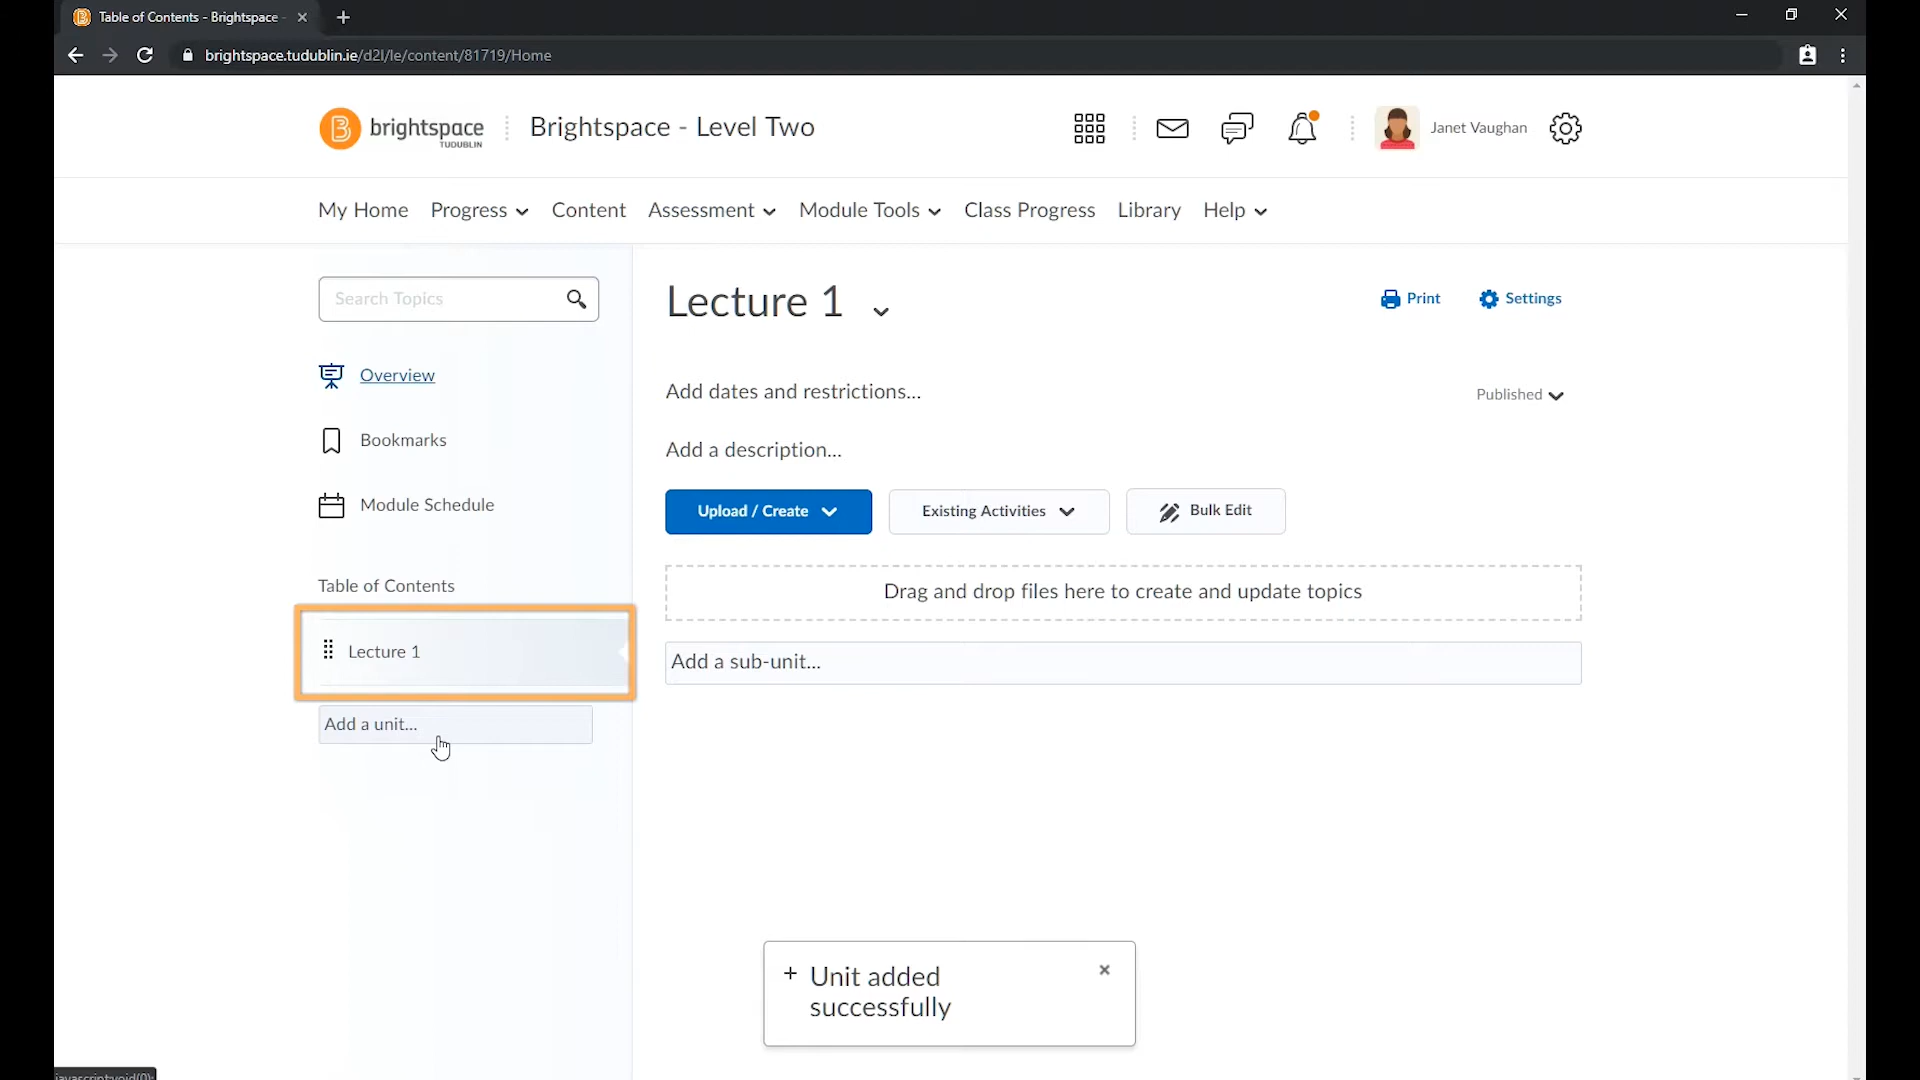 Table of Contents - Brightspace -
brightspace.tudublin.ie/d2l/le/content/81719/Home
brightspace
TUDUBLIN
Brightspace - Level Two
Janet Vaughan
My Home Progress Content Assessment Module Tools Class Progress Library Help
Search Topics
Lecture 1
Print
Settings
Overview
Add dates and restrictions...
Published
Bookmarks
Add a description...
Module Schedule
Upload / Create
Existing Activities
Bulk Edit
Table of Contents
Drag and drop files here to create and update topics
Lecture 1
Add a sub-unit...
Add a unit...
Unit added
successfully
javascript:void(0);